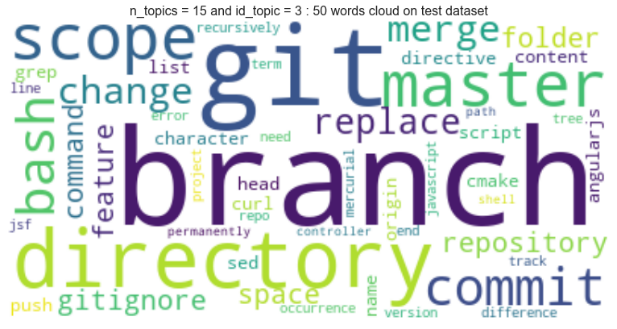 n_topics = 15 and id_topic = 3 : 50 words cloud on test dataset
scope
git
recursively
merge
folder
grep
list
term
directive
content
line
change
master
bash
command
error
character
need
replace
path
script
tree
feature
branch
angularjs
project
head
curl
repo
mercurial
origin
javascript
cmake
shell
jsf
permanently
controller
end
directory
repository
sed
space
commit
track
push
gitignore
occurrence
name
version
difference